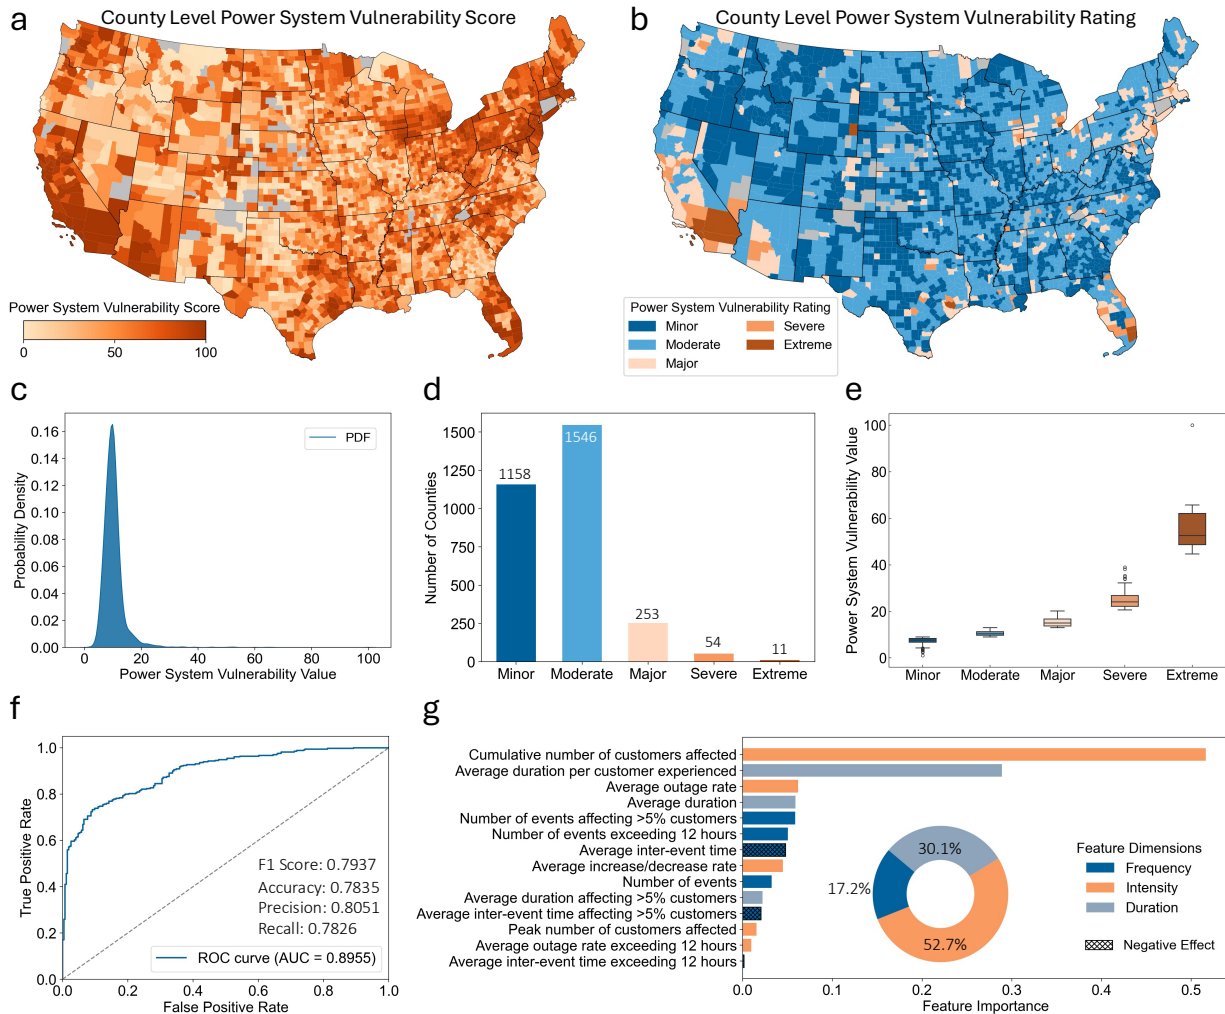 a
County Level Power System Vulnerability Score
Power System Vulnerability Score
0 50 100
b
County Level Power System Vulnerability Rating
Power System Vulnerability Rating
Minor
Moderate
Major
Severe
Extreme
c
Probability Density
0.16
0.14
0.12
0.10
0.08
0.06
0.04
0.02
0.00
PDF
0 20 40 60 80 100
Power System Vulnerability Value
d
Number of Counties
1500
1250
1000
750
500
250
0
1158
1546
253
54
11
Minor Moderate Major Severe Extreme
e
Power System Vulnerability Value
100
80
60
40
20
0
Minor Moderate Major Severe Extreme
f
True Positive Rate
1.0
0.8
0.6
0.4
0.2
0.0
F1 Score: 0.7937
Accuracy: 0.7835
Precision: 0.8051
Recall: 0.7826
ROC curve (AUC = 0.8955)
0.0 0.2 0.4 0.6 0.8 1.0
False Positive Rate
g
Cumulative number of customers affected
Average duration per customer experienced
Average outage rate
Average duration
Number of events affecting >5% customers
Number of events exceeding 12 hours
Average inter-event time
Average increase/decrease rate
Number of events
Average duration affecting >5% customers
Average inter-event time affecting >5% customers
Peak number of customers affected
Average outage rate exceeding 12 hours
Average inter-event time exceeding 12 hours
30.1%
17.2%
52.7%
Feature Dimensions
Frequency
Intensity
Duration
Negative Effect
0.0 0.1 0.2 0.3 0.4 0.5
Feature Importance